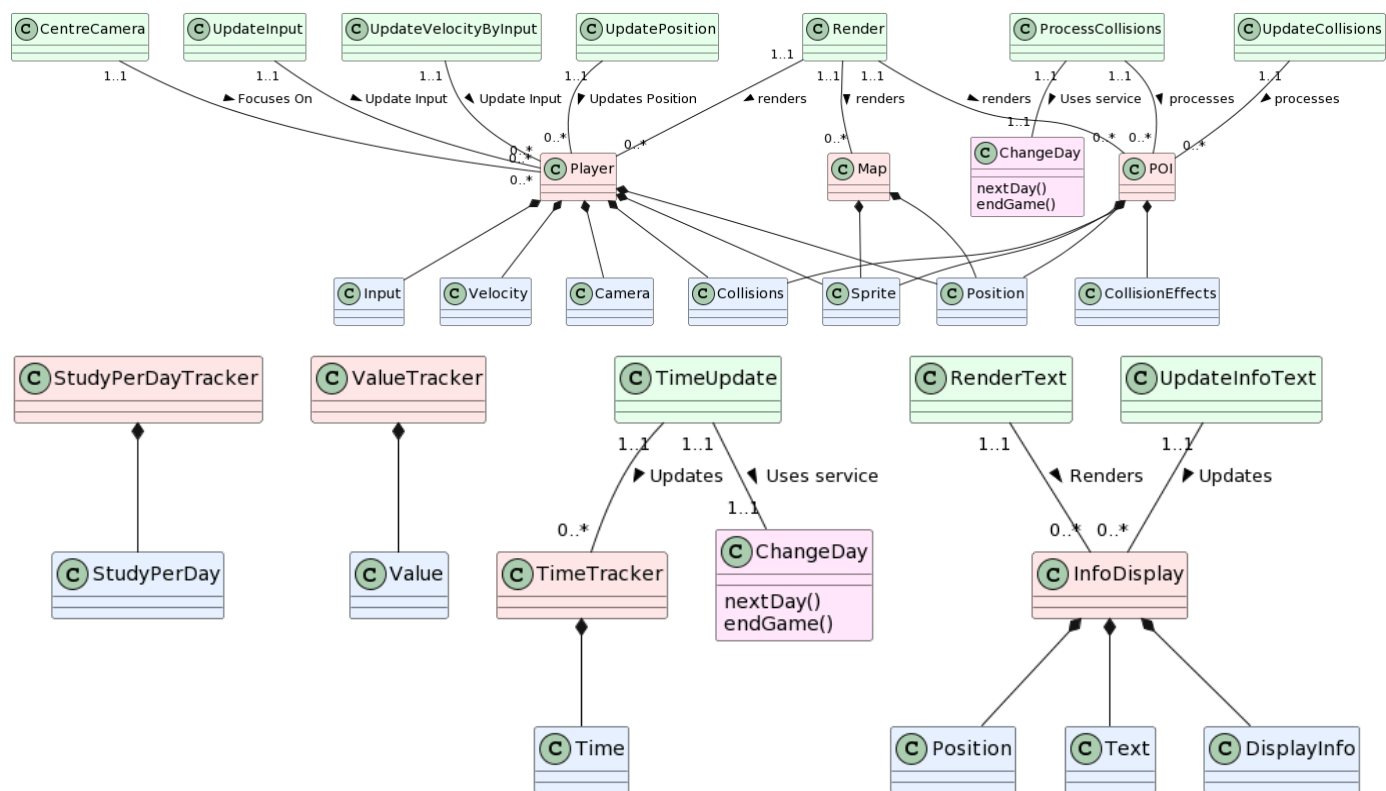 C CentreCamera
C UpdateInput
C UpdateVelocityByInput
C UpdatePosition
C Render
C ProcessCollisions
C UpdateCollisions
1..1
1..1
1..1
1..1
1..1
1..1
1..1
1..1
1..1
1..1
Focuses On
Update Input
Update Input
Updates Position
renders
renders
renders
Uses service
processes
processes
1..1
0..*
0..*
0..*
0..*
0..*
0..*
0..*
0..*
0..*
0..*
C Player
C Map
C ChangeDay
nextDay()
endGame()
C POI
C Input
C Velocity
C Camera
C Collisions
C Sprite
C Position
C CollisionEffects
C StudyPerDayTracker
C ValueTracker
C TimeUpdate
C RenderText
C UpdateInfoText
1..1
1..1
1..1
1..1
Updates
Uses service
Renders
Updates
0..*
1..1
0..*
0..*
C StudyPerDay
C Value
C TimeTracker
C ChangeDay
nextDay()
endGame()
C InfoDisplay
C Time
C Position
C Text
C DisplayInfo